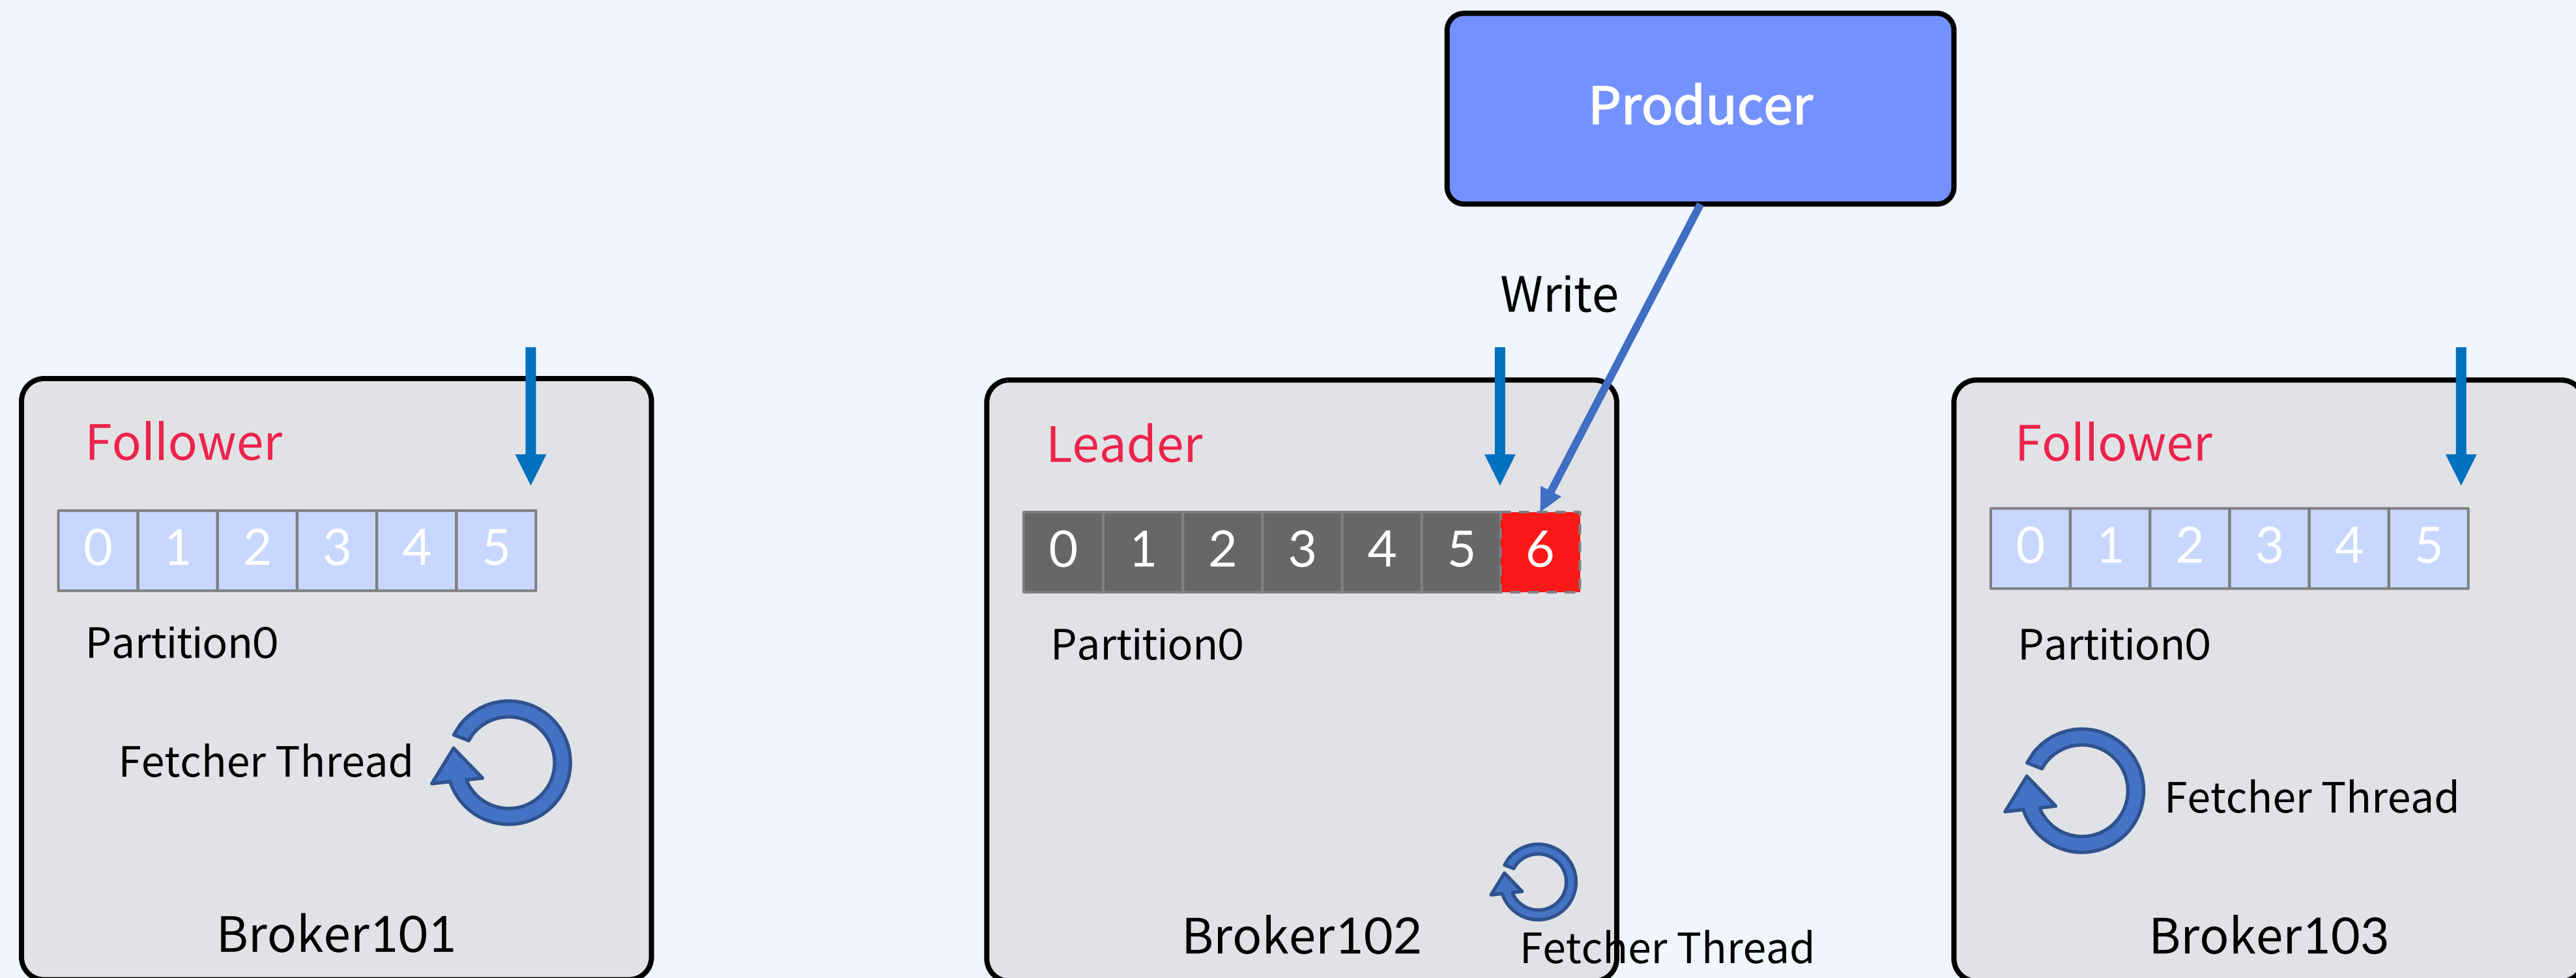 Producer
Write
Follower
0 1 2 3 4 5
Partition0
Fetcher Thread
Broker101
Leader
0 1 2 3 4 5 6
Partition0
Broker102
Fetcher Thread
Follower
0 1 2 3 4 5
Partition0
Fetcher Thread
Broker103